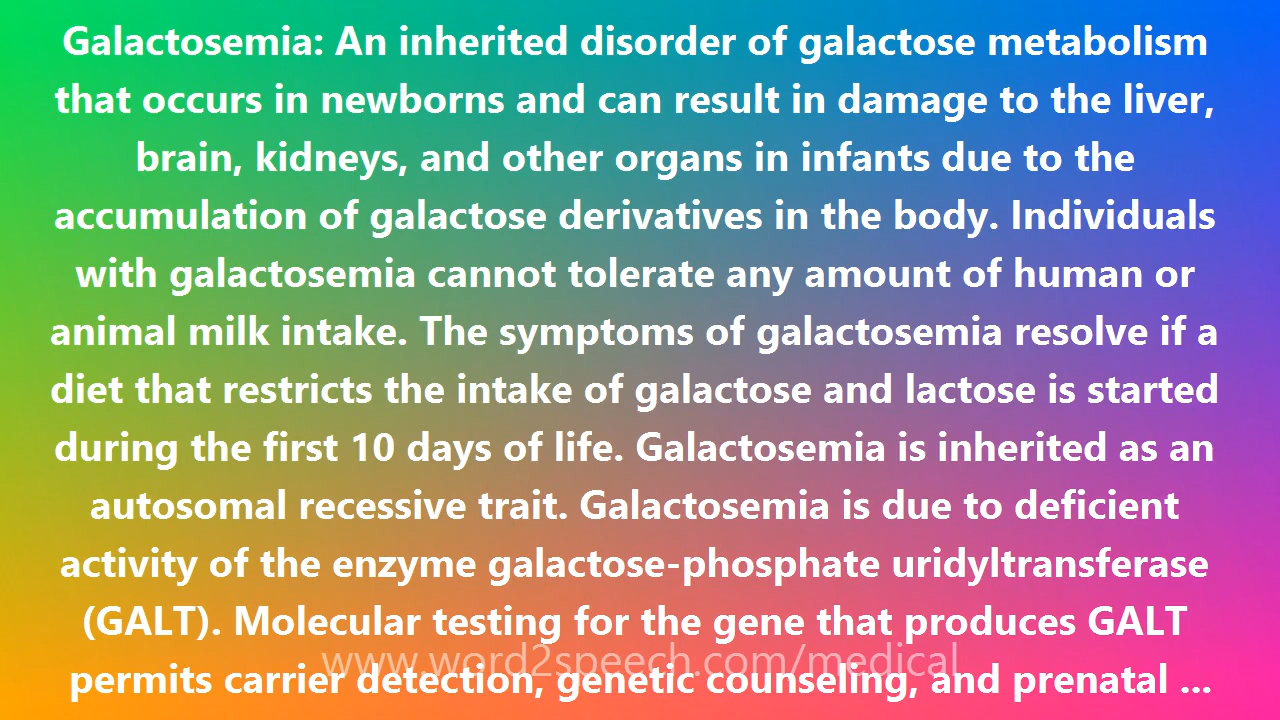 Galactosemia: An inherited disorder of galactose metabolism
that occurs in newborns and can result in damage to the liver,
brain, kidneys, and other organs in infants due to the
accumulation of galactose derivatives in the body. Individuals
with galactosemia cannot tolerate any amount of human or
animal milk intake. The symptoms of galactosemia resolve if a
diet that restricts the intake of galactose and lactose is started
during the first 10 days of life. Galactosemia is inherited as an
autosomal recessive trait. Galactosemia is due to deficient
activity of the enzyme galactose-phosphate uridyltransferase
(GALT). Molecular testing for the gene that produces GALT
www.word2speech.com/medical
permits carrier detection, genetic counseling, and prenatal ...